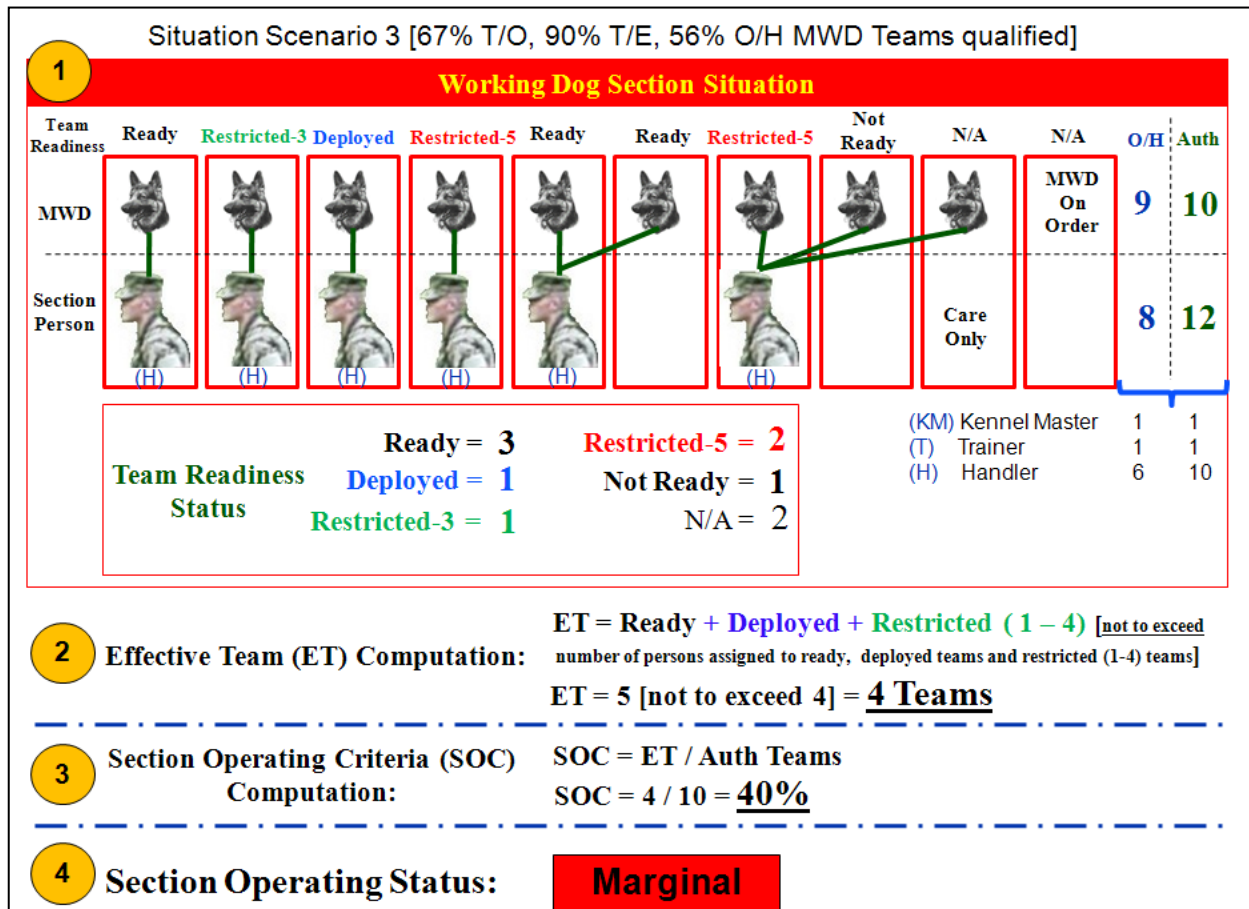 Situation Scenario 3 [67% T/O, 90% T/E, 56% O/H MWD Teams qualified]
1
Working Dog Section Situation
Team Readiness
Ready
Restricted-3
Deployed
Restricted-5
Ready
Ready
Restricted-5
Not Ready
N/A
N/A
O/H
Auth
MWD
MWD
On
Order
9
10
Section
Person
Care
Only
8
12
(H)
(H)
(H)
(H)
(H)
(H)
Team Readiness
Status
Ready = 3
Deployed = 1
Restricted-3 = 1
Restricted-5 = 2
Not Ready = 1
N/A = 2
(KM) Kennel Master 1 1
(T) Trainer 1 1
(H) Handler 6 10
2
Effective Team (ET) Computation:
ET = Ready + Deployed + Restricted ( 1 – 4) [not to exceed
number of persons assigned to ready, deployed teams and restricted (1-4) teams]
ET = 5 [not to exceed 4] = 4 Teams
3
Section Operating Criteria (SOC)
Computation:
SOC = ET / Auth Teams
SOC = 4 / 10 = 40%
4
Section Operating Status:
Marginal